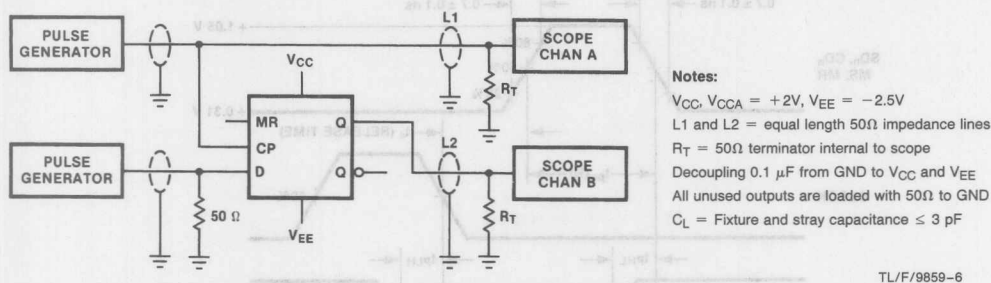 PULSE
GENERATOR
L1
SCOPE
CHAN A
VCC
RT
MR
CP
D
Q
Q
PULSE
GENERATOR
50 Ω
VEE
L2
SCOPE
CHAN B
RT
Notes:
VCC, VCCA = +2V, VEE = −2.5V
L1 and L2 = equal length 50Ω impedance lines
RT = 50Ω terminator internal to scope
Decoupling 0.1 μF from GND to VCC and VEE
All unused outputs are loaded with 50Ω to GND
CL = Fixture and stray capacitance ≤ 3 pF
TL/F/9859-6